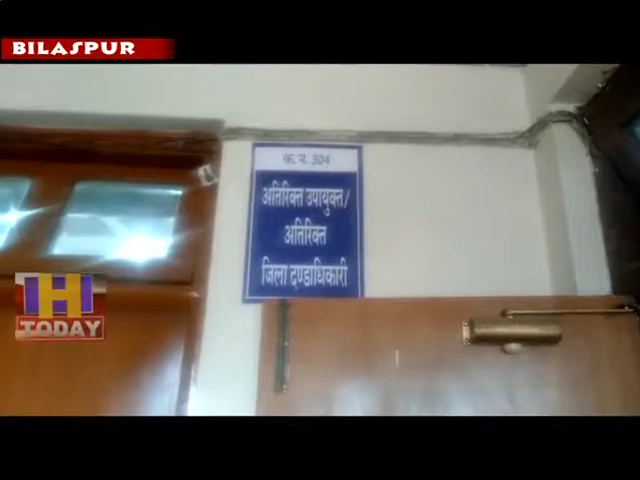 BILASPUR
क.न. 304
अतिरिक्त उपायुक्त/
अतिरिक्त
जिला दण्डाधिकारी
H
TODAY